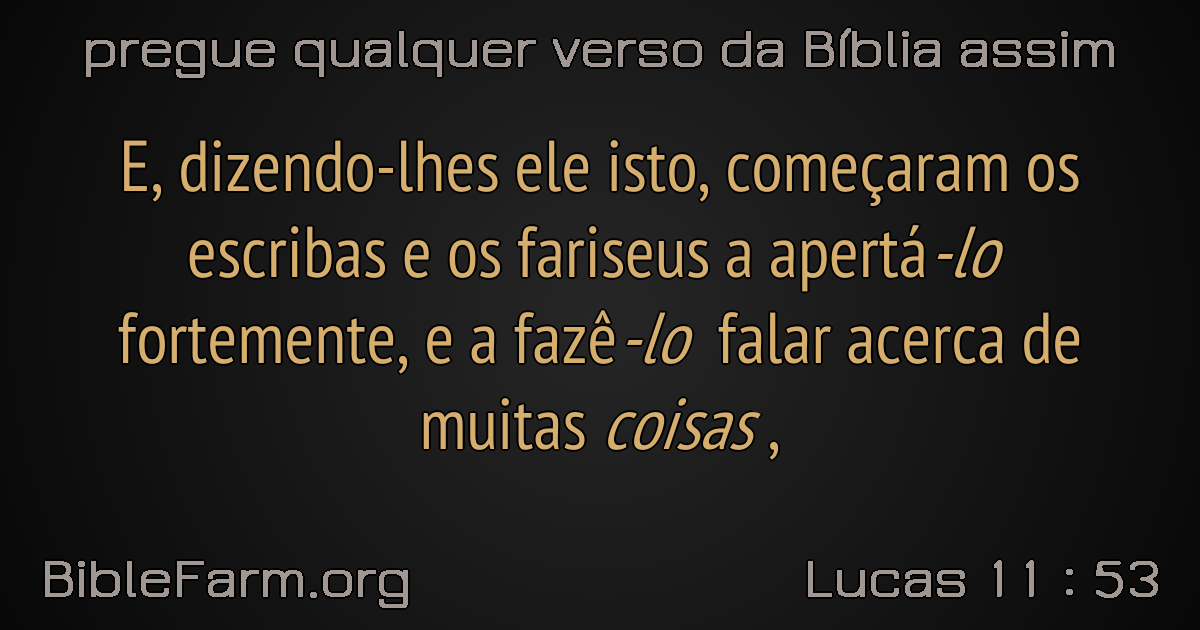 pregue qualquer verso da Bíblia assim
E, dizendo-lhes ele isto, começaram os
escribas e os fariseus a apertá-lo
fortemente, e a fazê-lo falar acerca de
muitas coisas ,
BibleFarm.org
Lucas 11 : 53